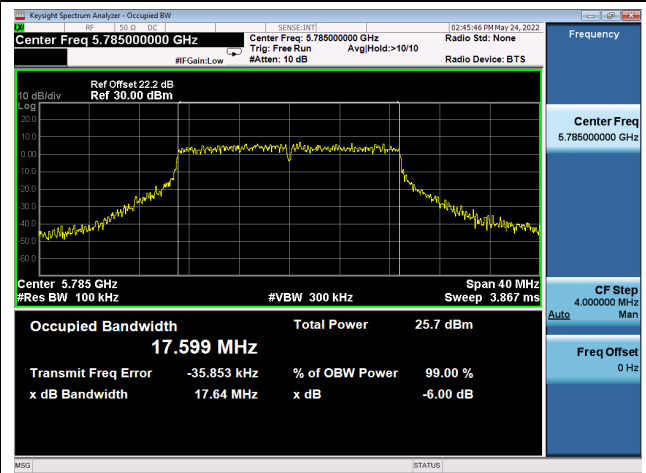 Keysight Spectrum Analyzer - Occupied BW
RF 50 Ω DC SENSE:INT 02:45:46 PM May 24, 2022
Center Freq 5.785000000 GHz
Center Freq: 5.785000000 GHz Radio Std: None
Trig: Free Run Avg|Hold:>10/10
#IFGain:Low #Atten: 10 dB Radio Device: BTS
Ref Offset 22.2 dB
10 dB/div Ref 30.00 dBm
Log
20.0
10.0
0.00
-10.0
-20.0
-30.0
-40.0
-50.0
-60.0
Center 5.785 GHz Span 40 MHz
#Res BW 100 kHz #VBW 300 kHz Sweep 3.867 ms
Occupied Bandwidth Total Power 25.7 dBm
17.599 MHz
Transmit Freq Error -35.853 kHz % of OBW Power 99.00 %
x dB Bandwidth 17.64 MHz x dB -6.00 dB
MSG STATUS
Frequency
Center Freq
5.785000000 GHz
CF Step
4.000000 MHz
Auto Man
Freq Offset
0 Hz